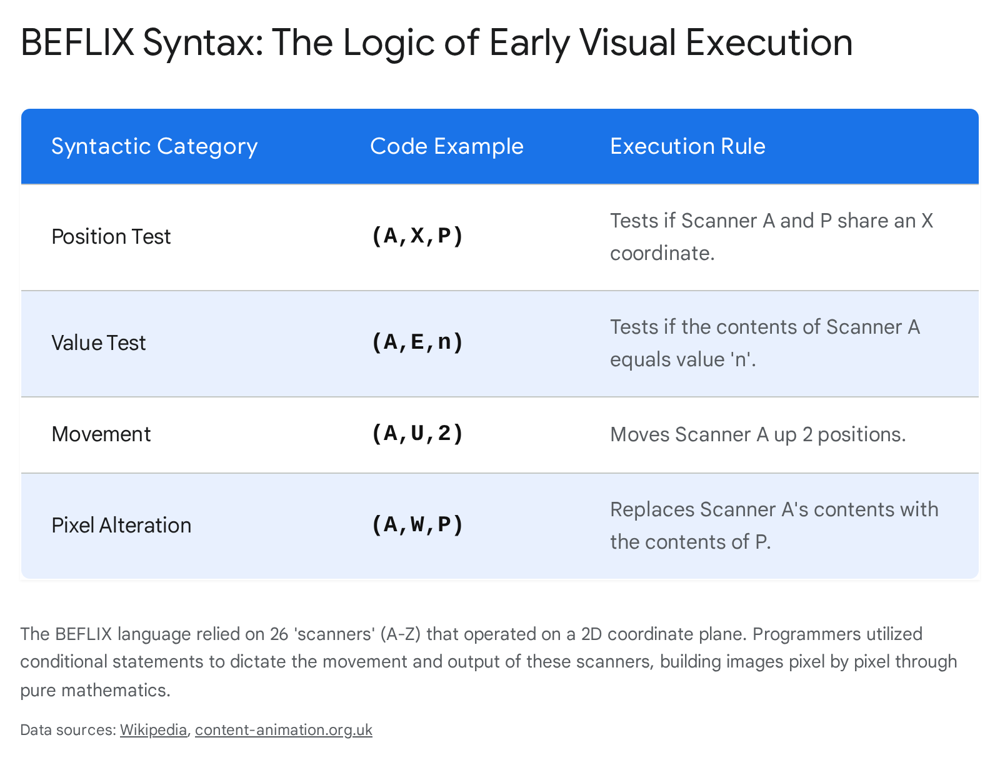 BEFLIX Syntax: The Logic of Early Visual Execution
Syntactic Category
Code Example
Execution Rule
Position Test
(A,X,P)
Tests if Scanner A and P share an X
coordinate.
Value Test
(A,E,n)
Tests if the contents of Scanner A
equals value 'n'.
Movement
(A,U,2)
Moves Scanner A up 2 positions.
Pixel Alteration
(A,W,P)
Replaces Scanner A's contents with
the contents of P.
The BEFLIX language relied on 26 'scanners' (A-Z) that operated on a 2D coordinate plane. Programmers utilized
conditional statements to dictate the movement and output of these scanners, building images pixel by pixel through
pure mathematics.
Data sources: Wikipedia, content-animation.org.uk